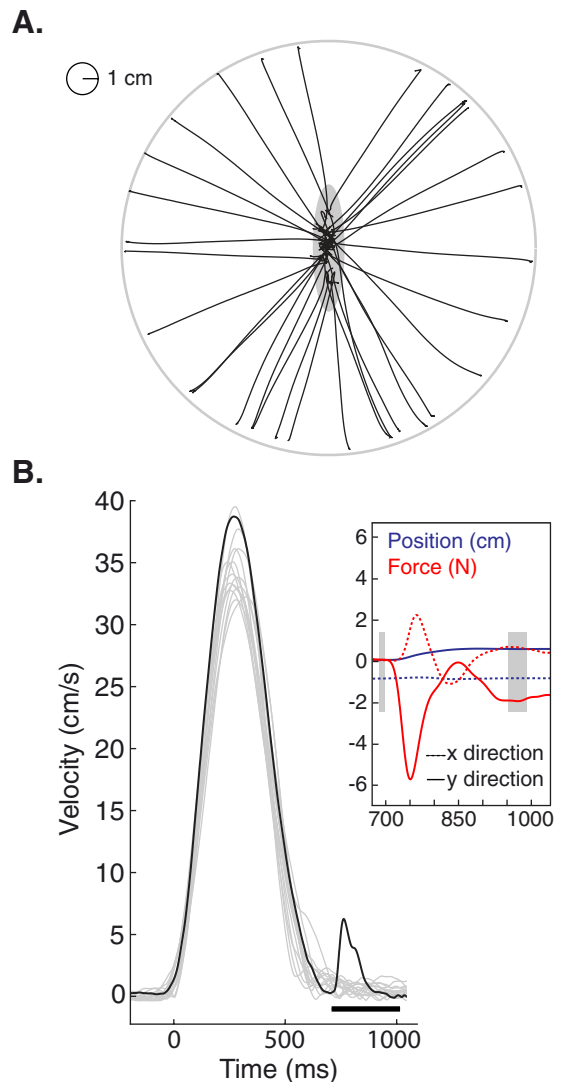 A.
1 cm
B.
40
35
30
25
20
15
10
5
0
Velocity (cm/s)
0 500 1000
Time (ms)
6
4
2
0
-2
-4
-6
Position (cm)
Force (N)
x direction
y direction
700 850 1000